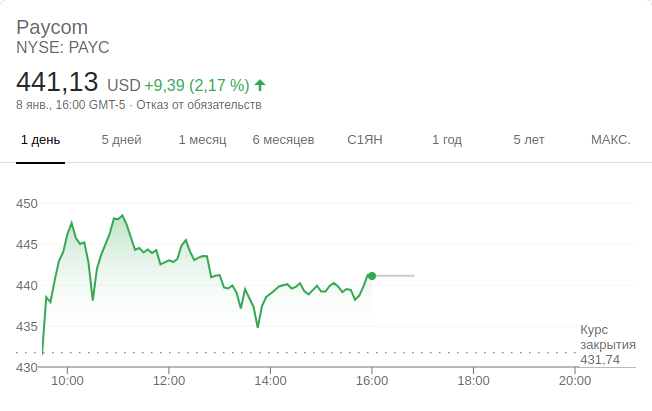 Paycom
NYSE: PAYC
441,13 USD +9,39 (2,17 %)
8 янв., 16:00 GMT-5 · Отказ от обязательств
1 день 5 дней 1 месяц 6 месяцев С1ЯН 1 год 5 лет МАКС.
450
445
440
435
430
Курс
закрытия
431,74
10:00 12:00 14:00 16:00 18:00 20:00